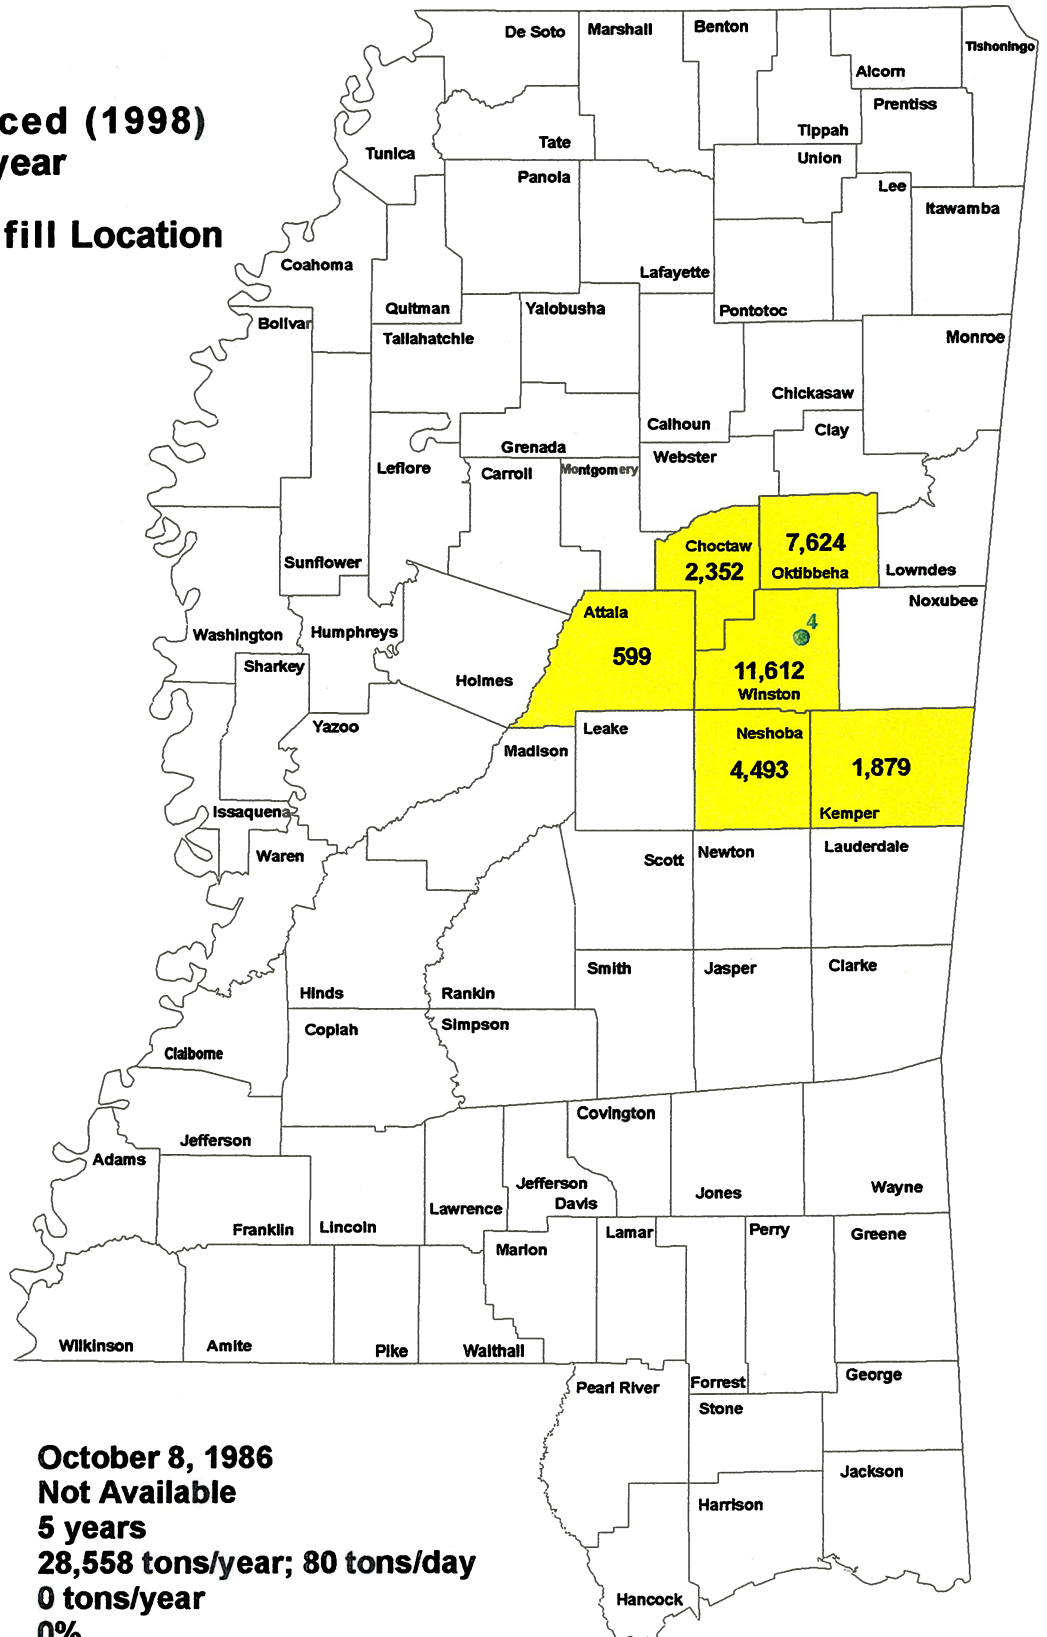 De Soto
Marshall
Benton
Tishomingo
Alcorn
ced (1998)
Prentiss
Tippah
Tate
Tunica
year
Union
Panola
Lee
Itawamba
fill Location
Coahoma
Lafayette
Quitman
Yalobusha
Pontotoc
Bolivar
Tallahatchie
Monroe
Chickasaw
Calhoun
Clay
Grenada
Webster
Leflore
Carroll
Montgomery
7,624
Choctaw
Sunflower
2,352
Oktibbeha
Lowndes
Noxubee
Attala
4
Washington
Humphreys
599
Sharkey
11,612
Holmes
Winston
Yazoo
Leake
Neshoba
Madison
4,493
1,879
Issaquena
Kemper
Waren
Scott
Newton
Lauderdale
Smith
Jasper
Clarke
Hinds
Rankin
Copiah
Simpson
Claiborne
Covington
Jefferson
Adams
Jefferson
Davis
Jones
Wayne
Lawrence
Franklin
Lincoln
Lamar
Perry
Greene
Marion
Wilkinson
Amite
Pike
Walthall
Pearl River
Forrest
George
Stone
October 8, 1986
Jackson
Not Available
Harrison
5 years
28,558 tons/year; 80 tons/day
0 tons/year
Hancock
0%